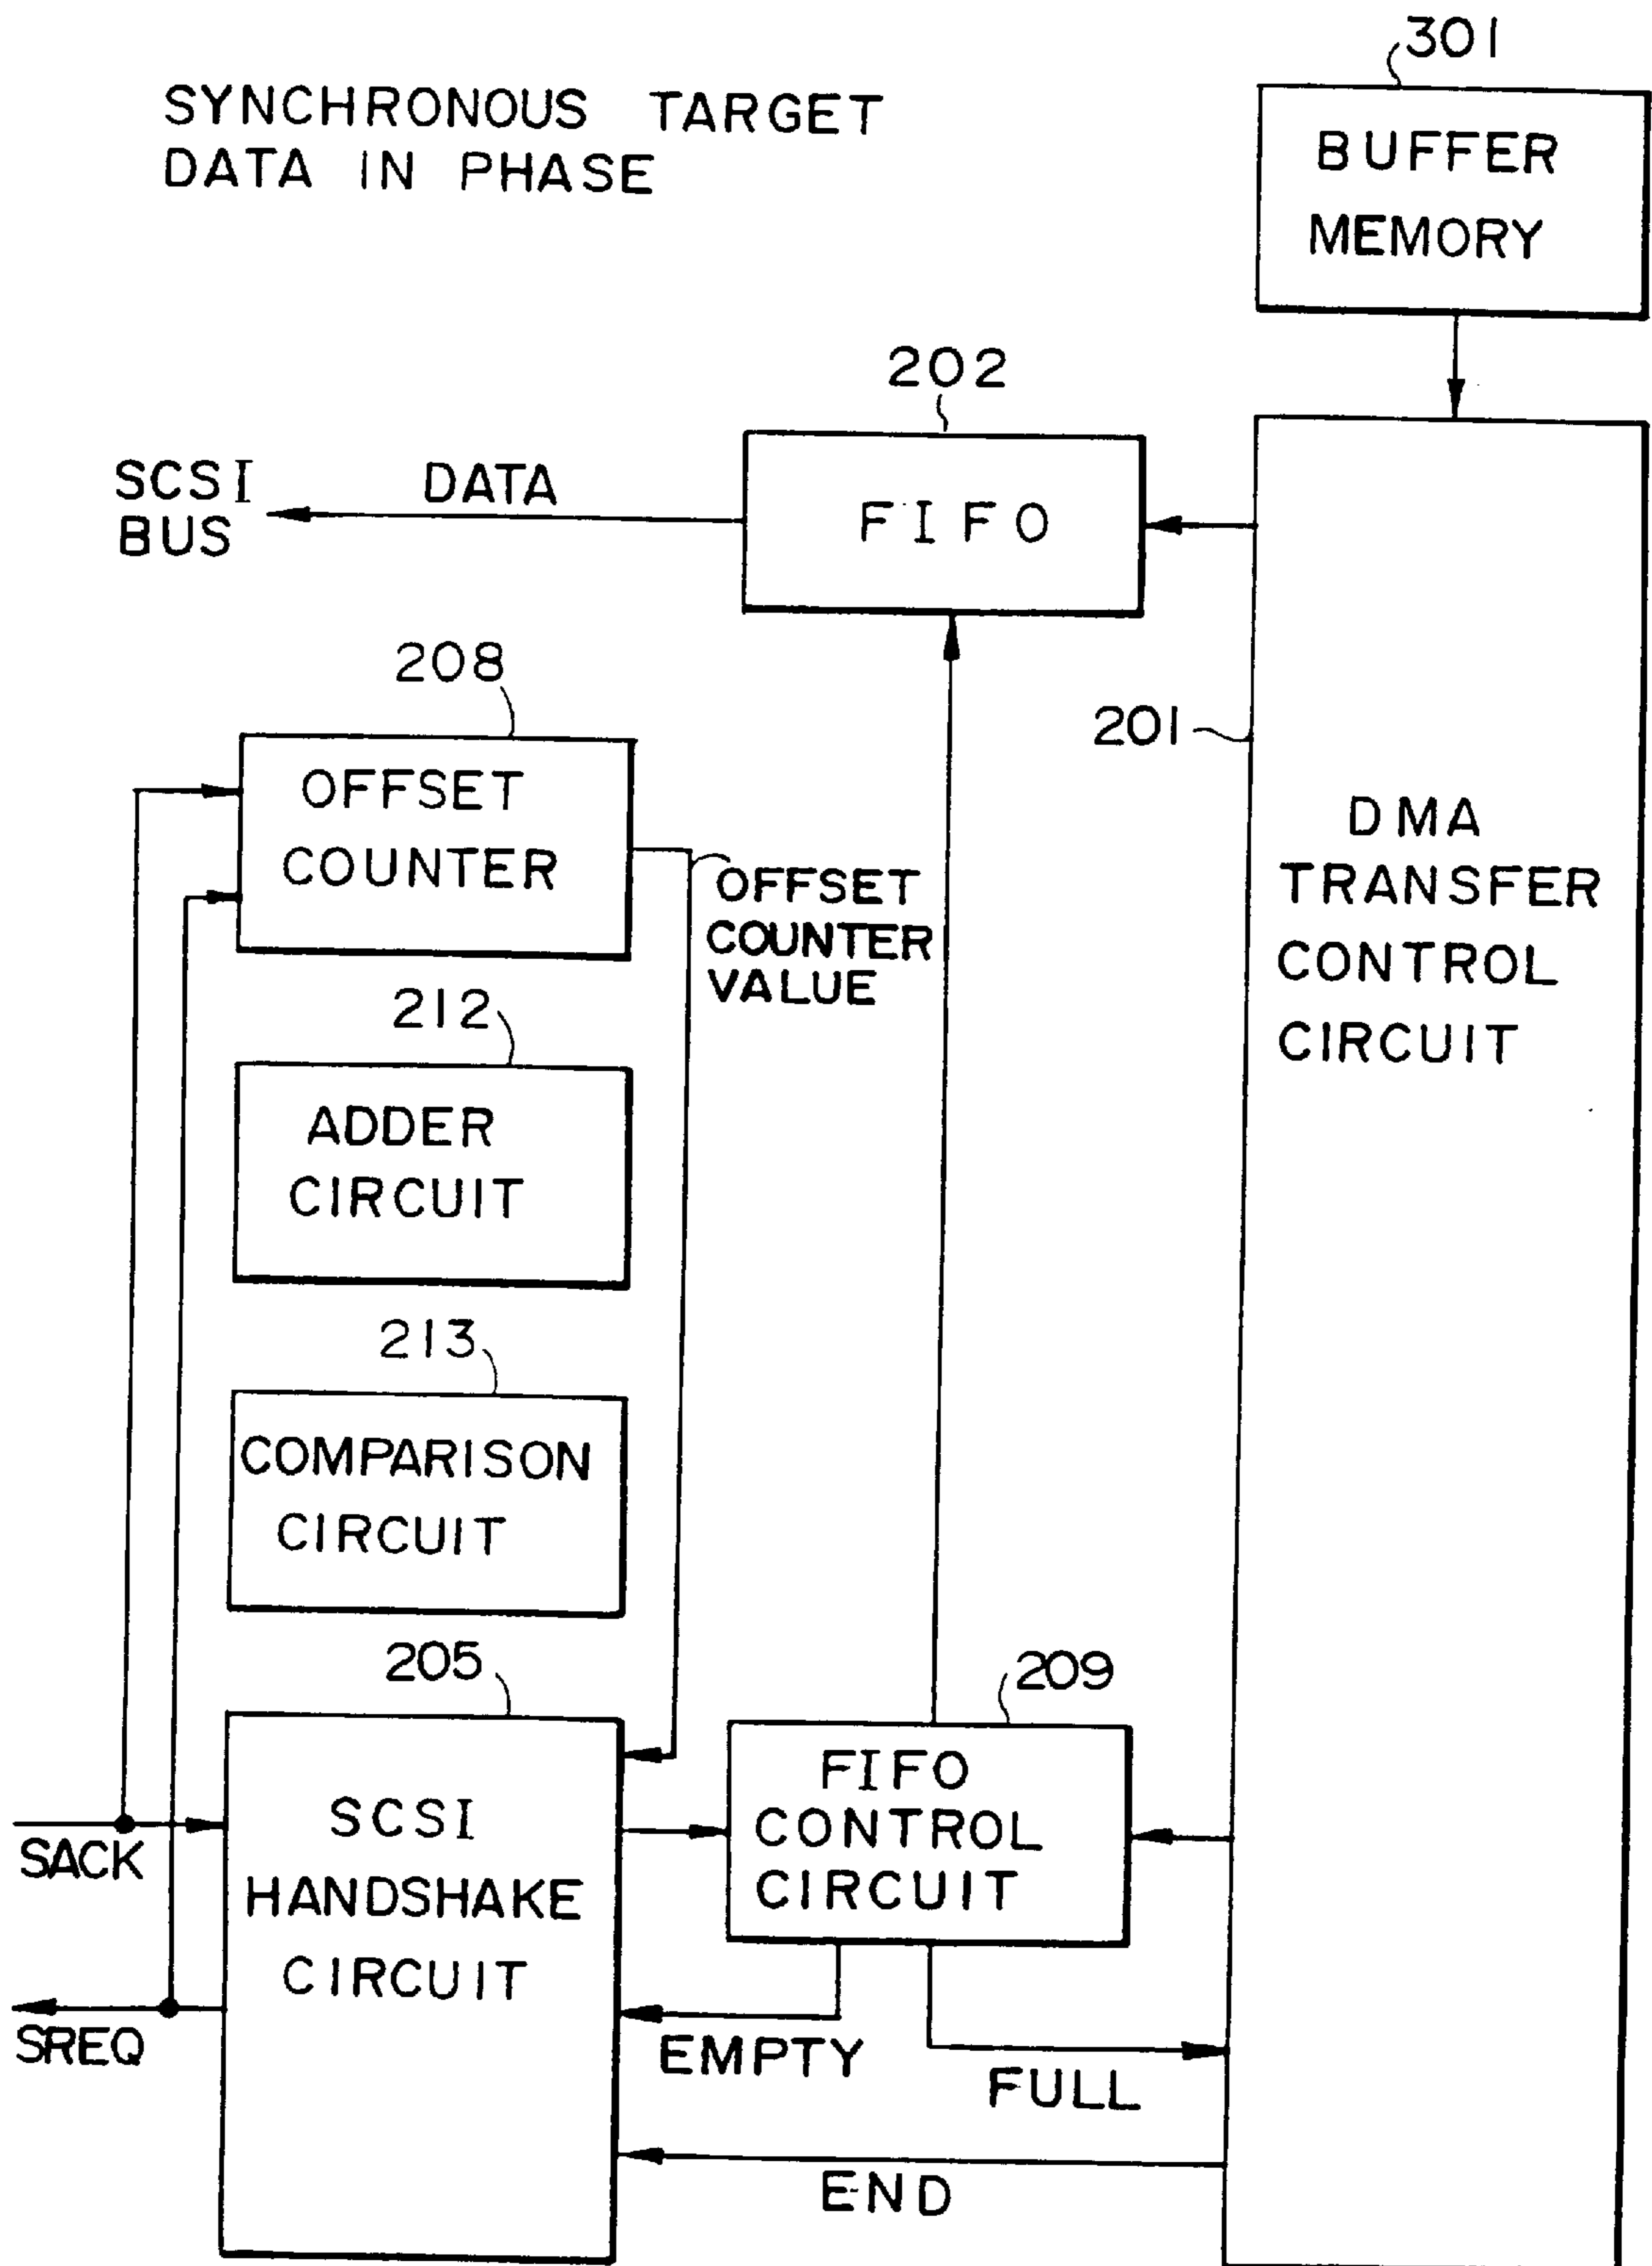 SYNCHRONOUS TARGET
DATA IN PHASE
301
BUFFER
MEMORY
202
SCSI
BUS
DATA
FIFO
208
OFFSET
COUNTER
201
OFFSET
COUNTER
VALUE
DMA
TRANSFER
CONTROL
CIRCUIT
212
ADDER
CIRCUIT
213
COMPARISON
CIRCUIT
205
209
SCSI
HANDSHAKE
CIRCUIT
FIFO
CONTROL
CIRCUIT
SACK
SREQ
EMPTY
FULL
END